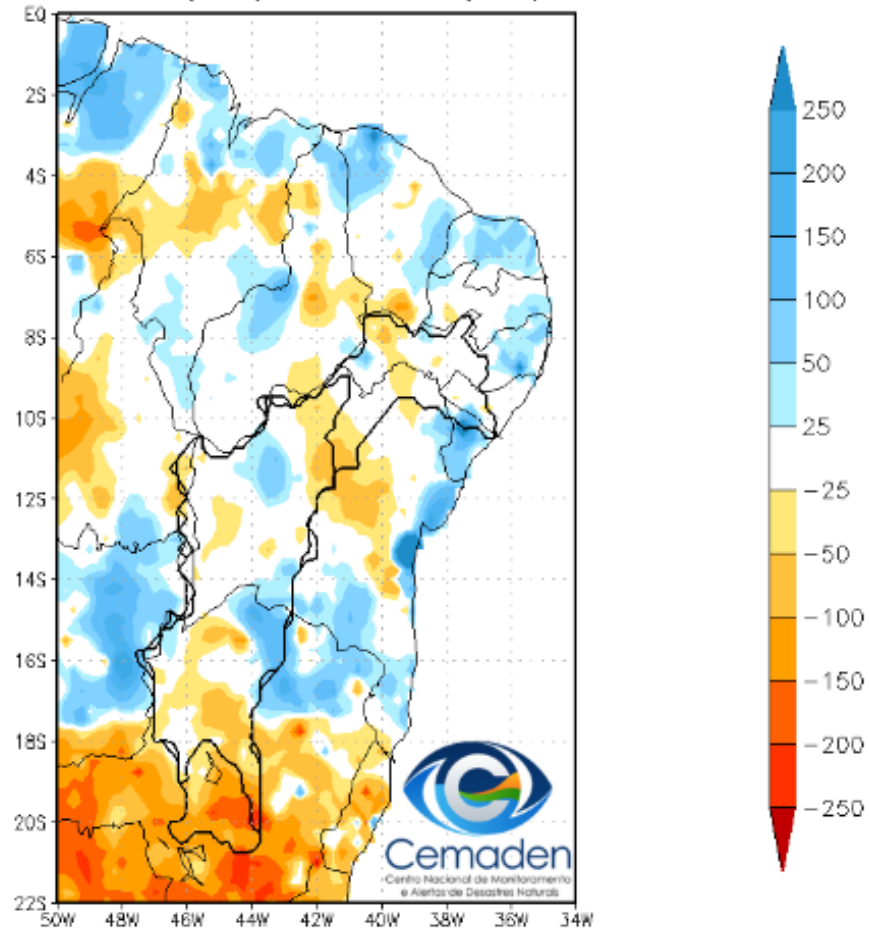 EQ
2S
4S
6S
8S
10S
12S
14S
16S
18S
20S
22S
50W 48W 46W 44W 42W 40W 38W 36W 34W
250
200
150
100
50
25
−25
−50
−100
−150
−200
−250
Cemaden
Centro Nacional de Monitoramento
e Alertas de Desastres Naturais